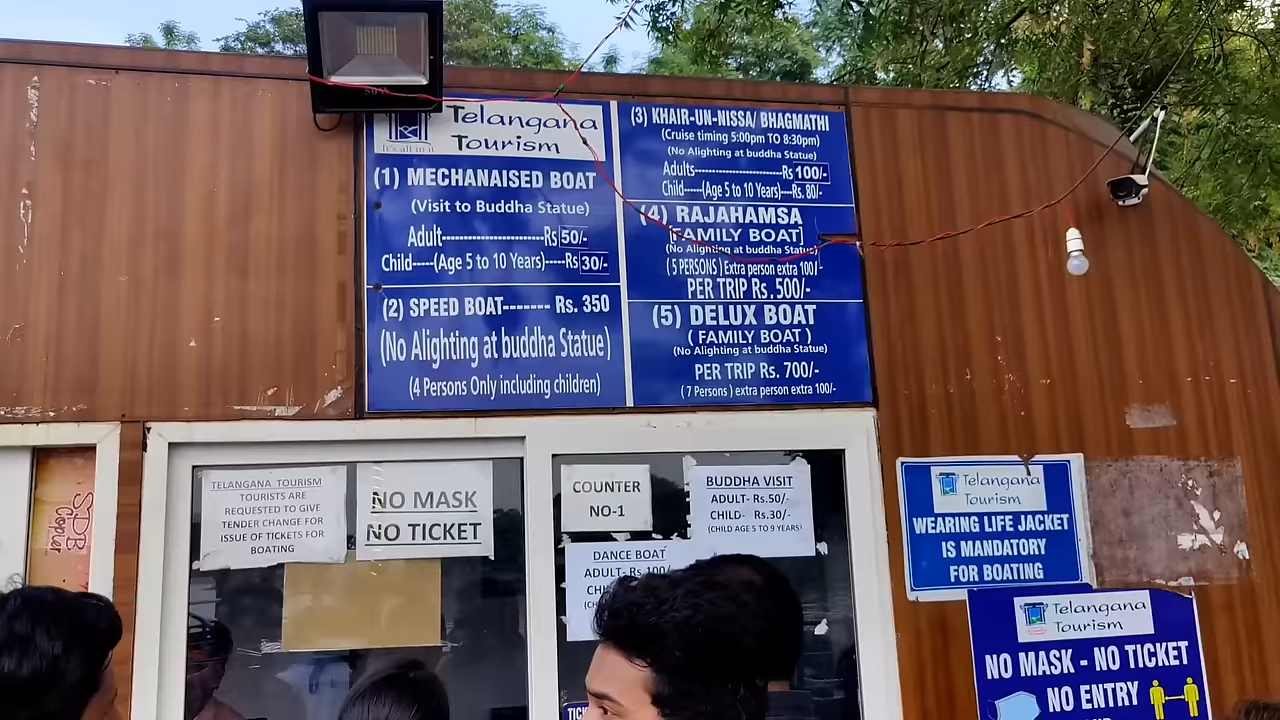 50W
Telangana
Tourism
It's all in it
(1) MECHANAISED BOAT
(Visit to Buddha Statue)
Adult-----------------------Rs 50/-
Child-----(Age 5 to 10 Years)----Rs 30/-
(2) SPEED BOAT------- Rs. 350
(No Alighting at buddha Statue)
(4 Persons Only including children)
(3) KHAIR-UN-NISSA/ BHAGMATHI
(Cruise timing 5:00pm TO 8:30pm)
(No Alighting at buddha Statue)
Adults-----------------------Rs 100/-
Child-----(Age 5 to 10 Years)---Rs. 80/-
(4) RAJAHAMSA
[FAMILY BOAT]
(No Alighting at buddha Statue)
(5 PERSONS) Extra person extra 100/-
PER TRIP Rs.500/-
(5) DELUX BOAT
( FAMILY BOAT )
(No Alighting at buddha Statue)
PER TRIP Rs. 700/-
(7 Persons) extra person extra 100/-
SDB
Copier
TELANGANA TOURISM
TOURISTS ARE
REQUESTED TO GIVE
TENDER CHANGE FOR
ISSUE OF TICKETS FOR
BOATING
NO MASK
NO TICKET
COUNTER
NO-1
BUDDHA VISIT
ADULT- Rs.50/-
CHILD- Rs.30/-
(CHILD AGE 5 TO 9 YEARS)
DANCE BOAT
ADULT- Rs 100/-
Telangana
Tourism
WEARING LIFE JACKET
IS MANDATORY
FOR BOATING
Telangana
Tourism
NO MASK - NO TICKET
NO ENTRY